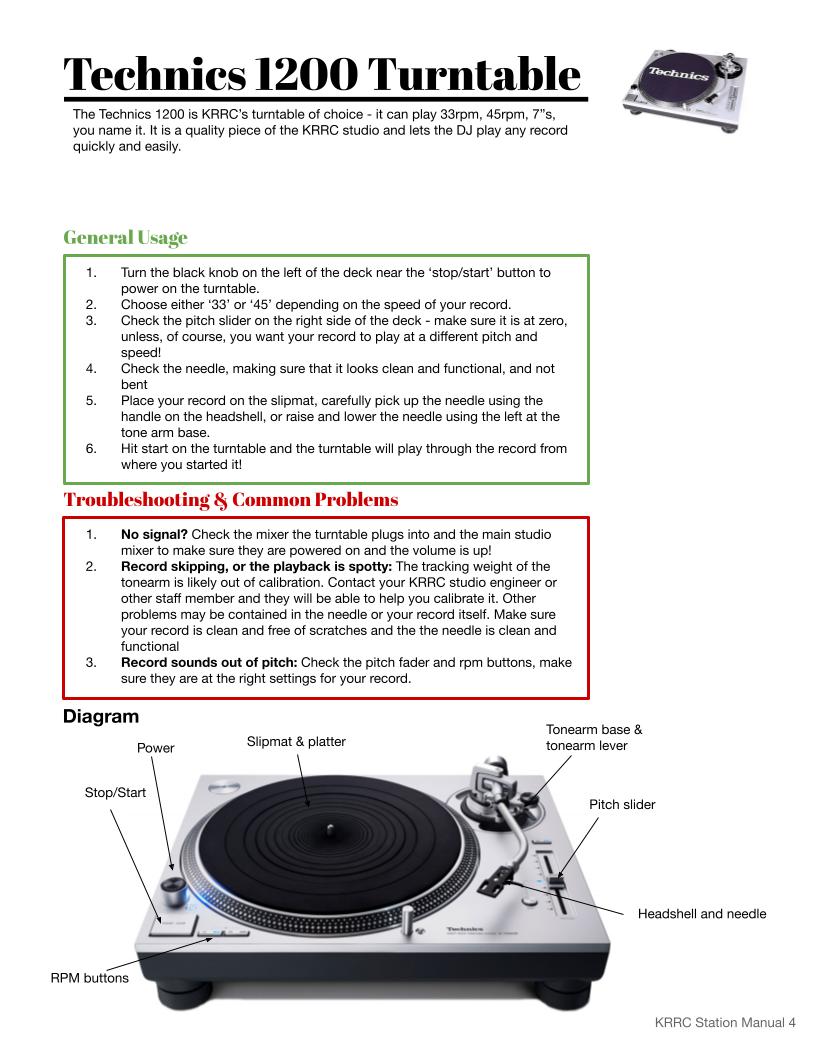 Technics 1200 Turntable
Technics
The Technics 1200 is KRRC’s turntable of choice - it can play 33rpm, 45rpm, 7”s,
you name it. It is a quality piece of the KRRC studio and lets the DJ play any record
quickly and easily.
General Usage
1. Turn the black knob on the left of the deck near the ‘stop/start’ button to
power on the turntable.
2. Choose either ‘33’ or ‘45’ depending on the speed of your record.
3. Check the pitch slider on the right side of the deck - make sure it is at zero,
unless, of course, you want your record to play at a different pitch and
speed!
4. Check the needle, making sure that it looks clean and functional, and not
bent
5. Place your record on the slipmat, carefully pick up the needle using the
handle on the headshell, or raise and lower the needle using the left at the
tone arm base.
6. Hit start on the turntable and the turntable will play through the record from
where you started it!
Troubleshooting & Common Problems
1. No signal? Check the mixer the turntable plugs into and the main studio
mixer to make sure they are powered on and the volume is up!
2. Record skipping, or the playback is spotty: The tracking weight of the
tonearm is likely out of calibration. Contact your KRRC studio engineer or
other staff member and they will be able to help you calibrate it. Other
problems may be contained in the needle or your record itself. Make sure
your record is clean and free of scratches and the the needle is clean and
functional
3. Record sounds out of pitch: Check the pitch fader and rpm buttons, make
sure they are at the right settings for your record.
Diagram
Tonearm base &
tonearm lever
Slipmat & platter
Power
Stop/Start
Pitch slider
Headshell and needle
Technics
RPM buttons
KRRC Station Manual 4